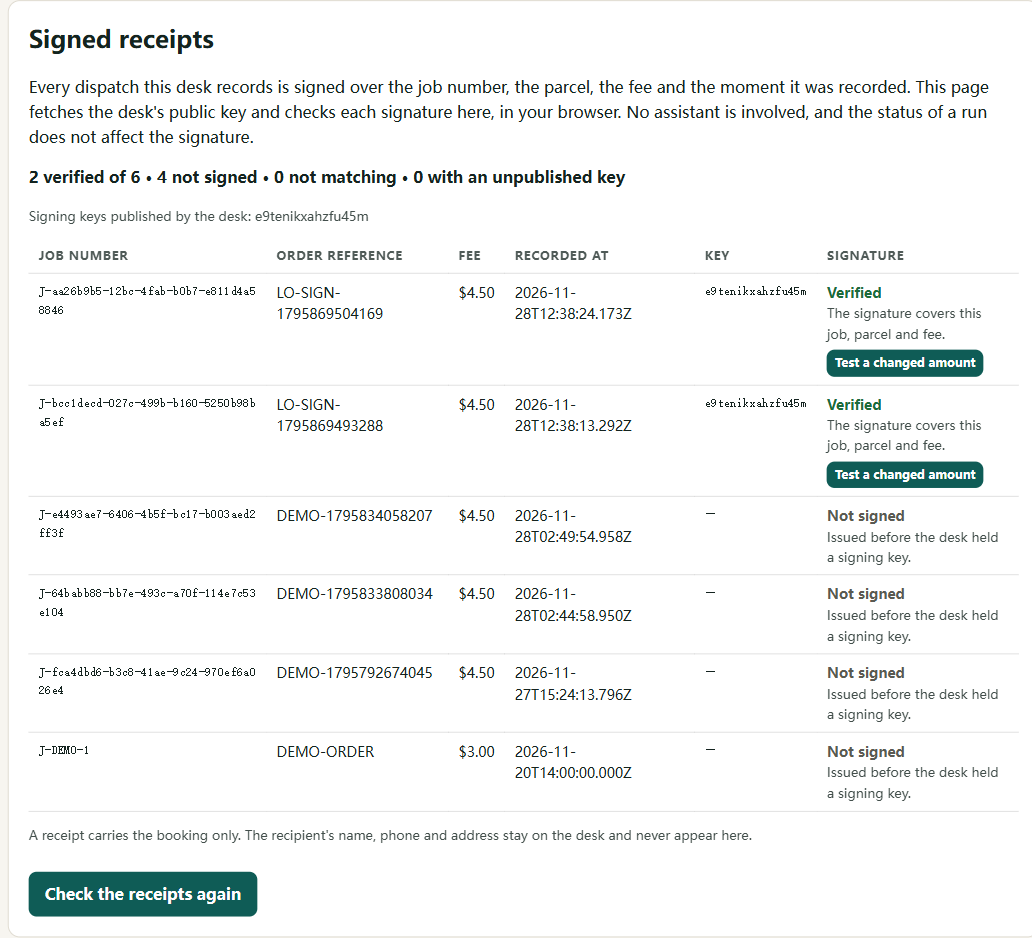 Signed receipts
Every dispatch this desk records is signed over the job number, the parcel, the fee and the moment it was recorded. This page
fetches the desk's public key and checks each signature here, in your browser. No assistant is involved, and the status of a run
does not affect the signature.
2 verified of 6 • 4 not signed • 0 not matching • 0 with an unpublished key
Signing keys published by the desk: e9tenikxahzfu45m
JOB NUMBER ORDER REFERENCE FEE RECORDED AT KEY SIGNATURE
J-aa26b9b5-12bc-4fab-b0b7-e811d4a5 LO-SIGN- $4.50 2026-11- e9tenikxahzfu45m Verified
8846 1795869504169 28T12:38:24.173Z The signature covers this
job, parcel and fee.
Test a changed amount
J-bcc1decd-027c-499b-b160-5250b98b LO-SIGN- $4.50 2026-11- e9tenikxahzfu45m Verified
a5ef 1795869493288 28T12:38:13.292Z The signature covers this
job, parcel and fee.
Test a changed amount
J-e4493ae7-6406-4b5f-bc17-b003aed2 DEMO-1795834058207 $4.50 2026-11- — Not signed
ff3f 28T02:49:54.958Z Issued before the desk held
a signing key.
J-64babb88-bb7e-493c-a70f-114e7c53 DEMO-1795833808034 $4.50 2026-11- — Not signed
e104 28T02:44:58.950Z Issued before the desk held
a signing key.
J-fca4dbd6-b3c8-41ae-9c24-970ef6a0 DEMO-1795792674045 $4.50 2026-11- — Not signed
26e4 27T15:24:13.796Z Issued before the desk held
a signing key.
J-DEMO-1 DEMO-ORDER $3.00 2026-11- — Not signed
20T14:00:00.000Z Issued before the desk held
a signing key.
A receipt carries the booking only. The recipient's name, phone and address stay on the desk and never appear here.
Check the receipts again